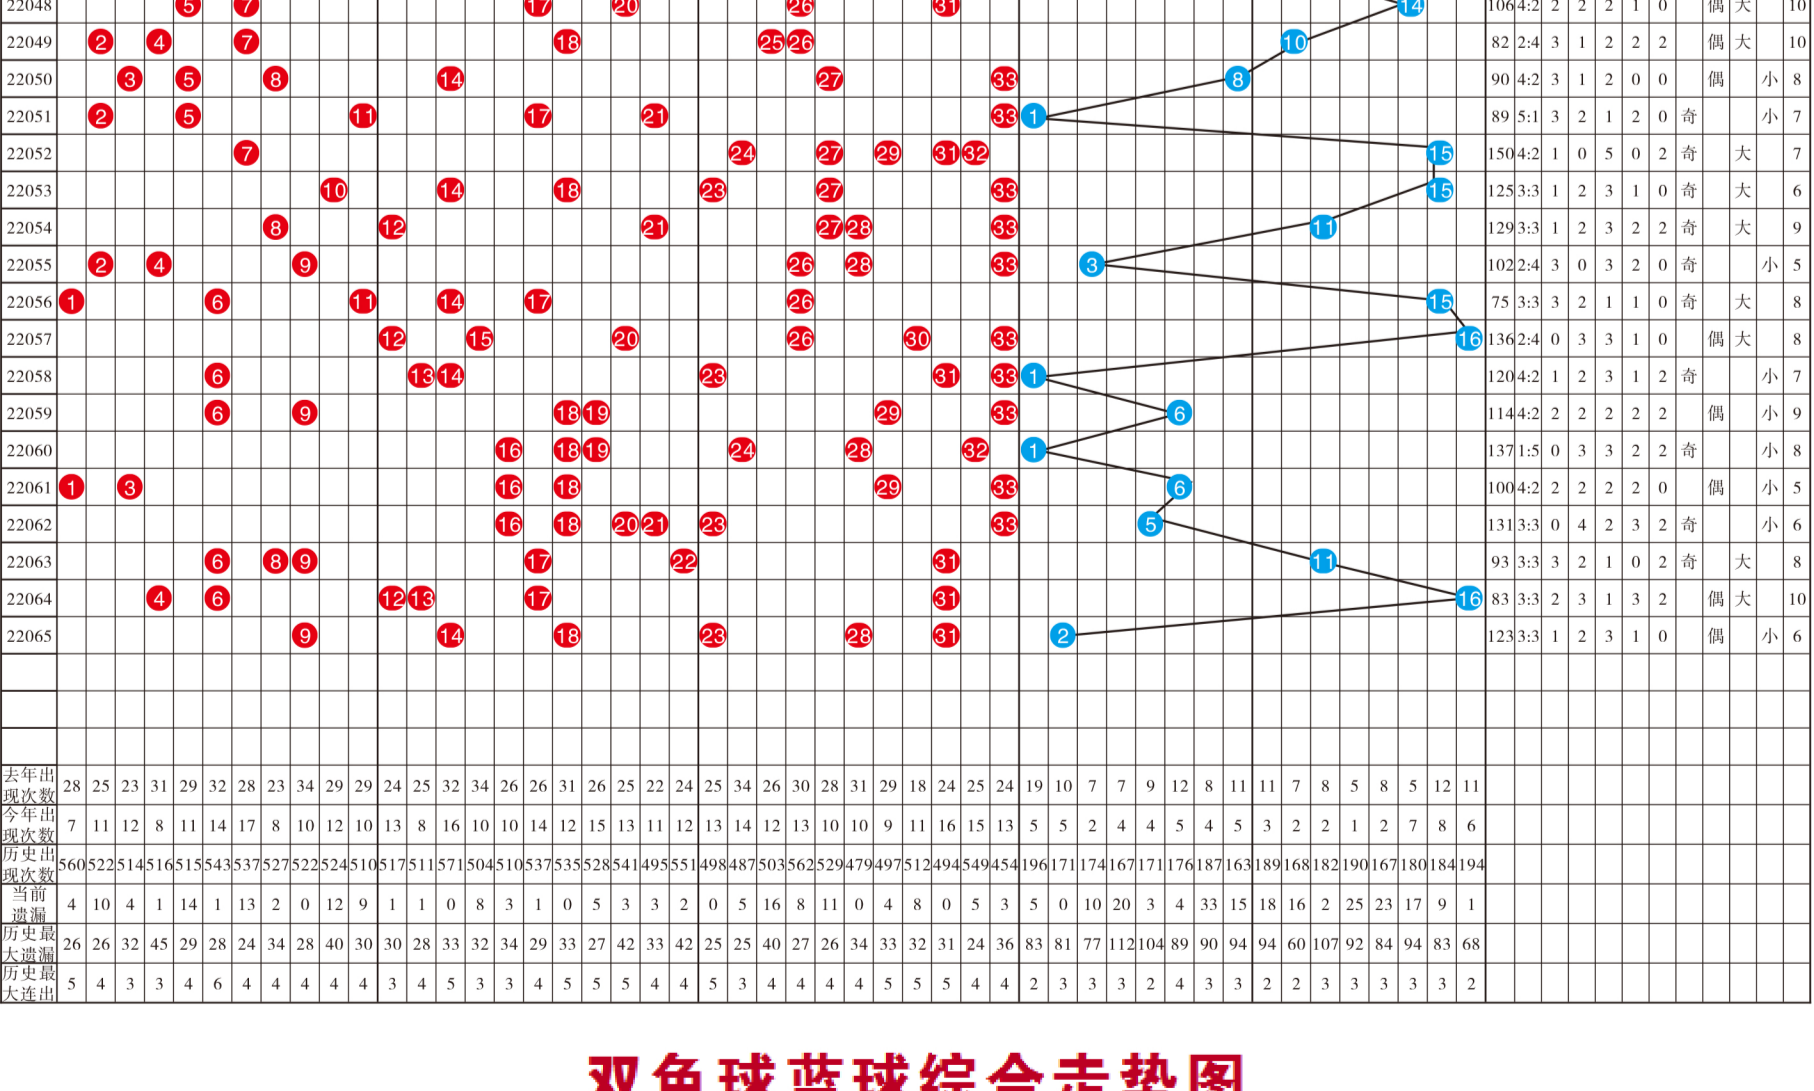 22048 5 7 17 20 26 31 14 106 4:2 2 2 2 1 0 偶 大 10
22049 2 4 7 18 25 26 10 82 2:4 3 1 2 2 2 偶 大 10
22050 3 5 8 14 27 33 8 90 4:2 3 1 2 0 0 偶 小 8
22051 2 5 11 17 21 33 1 89 5:1 3 2 1 2 0 奇 小 7
22052 7 24 27 29 31 32 15 150 4:2 1 0 5 0 2 奇 大 7
22053 10 14 18 23 27 33 15 125 3:3 1 2 3 1 0 奇 大 6
22054 8 12 21 27 28 33 11 129 3:3 1 2 3 2 2 奇 大 9
22055 2 4 9 26 28 33 3 102 2:4 3 0 3 2 0 奇 小 5
22056 1 6 11 14 17 26 15 75 3:3 3 2 1 1 0 奇 大 8
22057 12 15 20 26 30 33 16 136 2:4 0 3 3 1 0 偶 大 8
22058 6 13 14 23 31 33 1 120 4:2 1 2 3 1 2 奇 小 7
22059 6 9 18 19 29 33 6 114 4:2 2 2 2 2 2 偶 小 9
22060 16 18 19 24 28 32 1 137 1:5 0 3 3 2 2 奇 小 8
22061 1 3 16 18 29 33 6 100 4:2 2 2 2 2 0 偶 小 5
22062 16 18 20 21 23 33 5 131 3:3 0 4 2 3 2 奇 小 6
22063 6 8 9 17 22 31 11 93 3:3 3 2 1 0 2 奇 大 8
22064 4 6 12 13 17 31 16 83 3:3 2 3 1 3 2 偶 大 10
22065 9 14 18 23 28 31 2 123 3:3 1 2 3 1 0 偶 小 6
去年出
现次数 28 25 23 31 29 32 28 23 34 29 29 24 25 32 34 26 26 31 26 25 22 24 25 34 26 30 28 31 29 18 24 25 24 19 10 7 7 9 12 8 11 11 7 8 5 8 5 12 11
今年出
现次数 7 11 12 8 11 14 17 8 10 12 10 13 8 16 10 10 14 12 15 13 11 12 13 14 12 13 10 10 9 11 16 15 13 5 5 2 4 4 5 4 5 3 2 2 1 2 7 8 6
历史出
现次数 560 522 514 516 515 543 537 527 522 524 510 517 511 571 504 510 537 535 528 541 495 551 498 487 503 562 529 479 497 512 494 549 454 196 171 174 167 171 176 187 163 189 168 182 190 167 180 184 194
当前
遗漏 4 10 4 1 14 1 13 2 0 12 9 1 1 0 8 3 1 0 5 3 3 2 0 5 16 8 11 0 4 8 0 5 3 5 0 10 20 3 4 33 15 18 16 2 25 23 17 9 1
历史最
大遗漏 26 26 32 45 29 28 24 34 28 40 30 30 28 33 32 34 29 33 27 42 33 42 25 25 40 27 26 34 33 32 31 24 36 83 81 77 112 104 89 90 94 94 60 107 92 84 94 83 68
历史最
大连出 5 4 3 3 4 6 4 4 4 4 4 3 4 5 3 3 4 5 5 5 4 4 5 3 4 4 4 4 5 5 5 4 4 2 3 3 3 2 4 3 3 2 2 3 3 3 3 3 2
双色球蓝球综合走势图